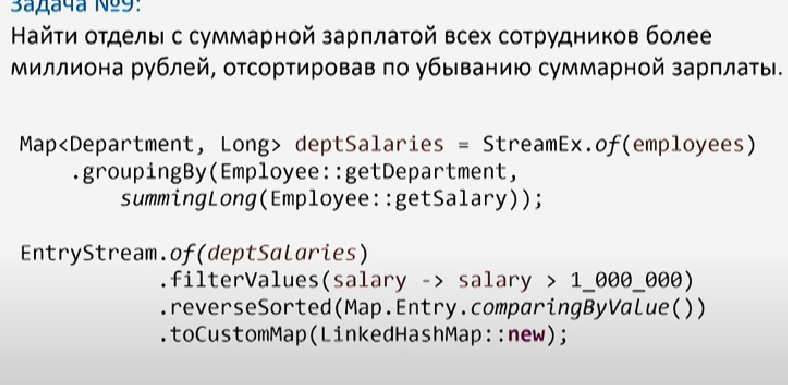 Задача №9:
Найти отделы с суммарной зарплатой всех сотрудников более
миллиона рублей, отсортировав по убыванию суммарной зарплаты.
Map<Department, Long> deptSalaries = StreamEx.of(employees)
.groupingBy(Employee::getDepartment,
summingLong(Employee::getSalary));
EntryStream.of(deptSalaries)
.filterValues(salary -> salary > 1_000_000)
.reverseSorted(Map.Entry.comparingByValue())
.toCustomMap(LinkedHashMap::new);